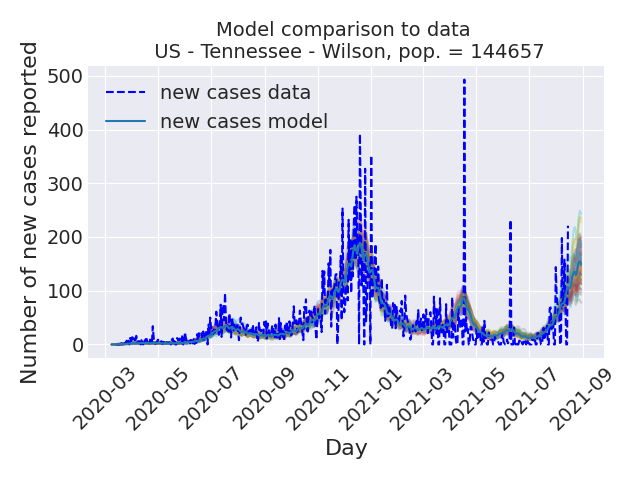 Model comparison to data
US - Tennessee - Wilson, pop. = 144657
Number of new cases reported
500
400
300
200
100
0
new cases data
new cases model
2020-03
2020-05
2020-07
2020-09
2020-11
2021-01
2021-03
2021-05
2021-07
2021-09
Day